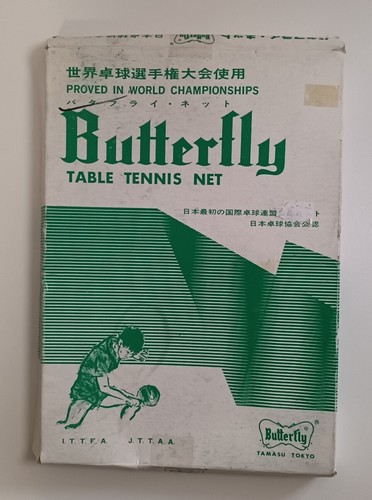 世界卓球選手権大会使用
PROVED IN WORLD CHAMPIONSHIPS
バタフライ・ネット
Butterfly
TABLE TENNIS NET
日本最初の国際卓球連盟
日本卓球協会公認
I.T.T.F.A. J.T.T.A.A.
Butterfly ®
TAMASU TOKYO